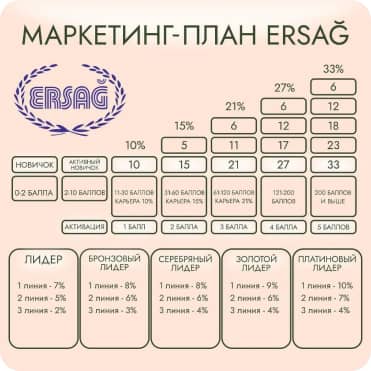 МАРКЕТИНГ-ПЛАН ERSAĞ
ERSAĞ
33%
27% 6
21% 6 12
15% 6 12 18
10% 5 11 17 23
НОВИЧОК АКТИВНЫЙ НОВИЧОК 10 15 21 27 33
0-2 БАЛЛА 2-10 БАЛЛОВ 11-30 БАЛЛОВ КАРЬЕРА 10% 31-60 БАЛЛОВ КАРЬЕРА 15% 61-120 БАЛЛОВ КАРЬЕРА 21% 121-200 БАЛЛОВ 200 БАЛЛОВ И ВЫШЕ
АКТИВАЦИЯ 1 БАЛЛ 2 БАЛЛА 3 БАЛЛА 4 БАЛЛА 5 БАЛЛОВ
ЛИДЕР
1 линия - 7%
2 линия - 5%
3 линия - 2%
БРОНЗОВЫЙ
ЛИДЕР
1 линия - 8%
2 линия - 6%
3 линия - 3%
СЕРЕБРЯНЫЙ
ЛИДЕР
1 линия - 8%
2 линия - 6%
3 линия - 4%
ЗОЛОТОЙ
ЛИДЕР
1 линия - 9%
2 линия - 6%
3 линия - 4%
ПЛАТИНОВЫЙ
ЛИДЕР
1 линия - 10%
2 линия - 7%
3 линия - 4%